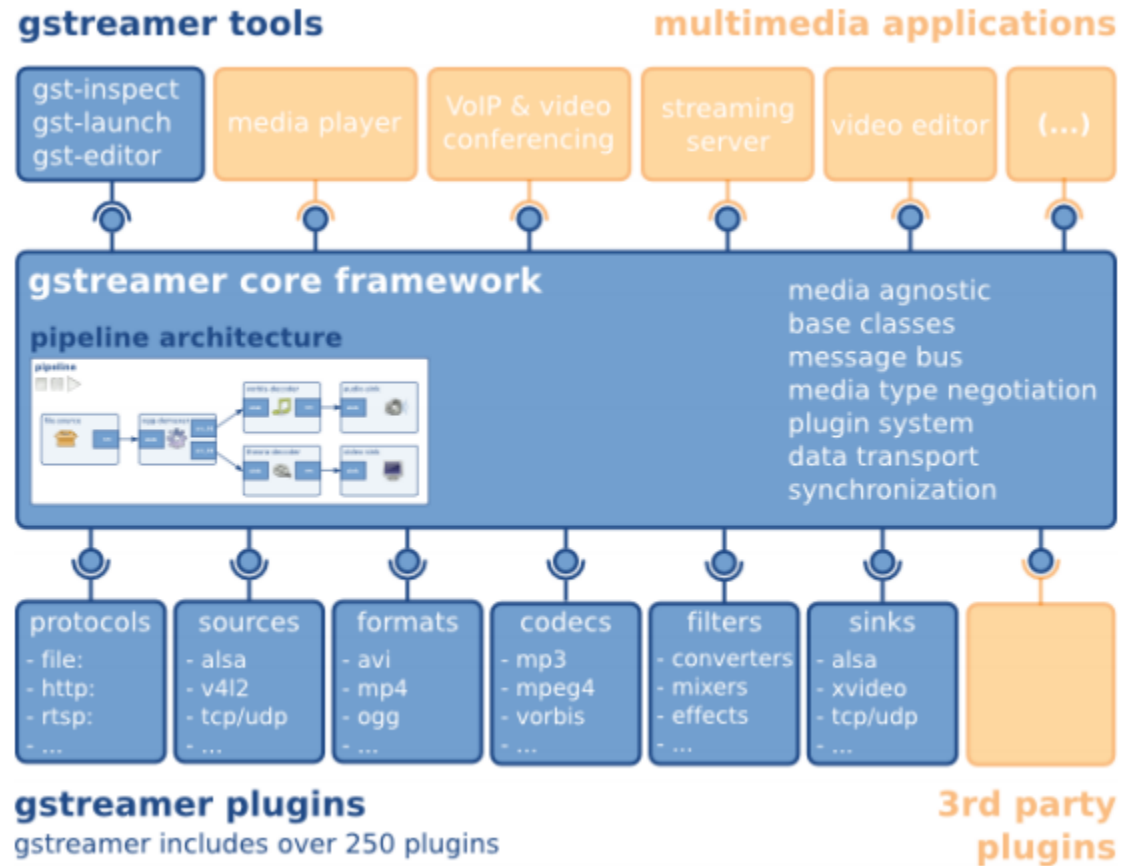 gstreamer tools
multimedia applications
gst-inspect
gst-launch
gst-editor
media player
VoIP & video
conferencing
streaming
server
video editor
(...)
gstreamer core framework
pipeline architecture
pipeline
media agnostic
base classes
message bus
media type negotiation
plugin system
data transport
synchronization
protocols
- file:
- http:
- rtsp:
- ...
sources
- alsa
- v4l2
- tcp/udp
- ...
formats
- avi
- mp4
- ogg
- ...
codecs
- mp3
- mpeg4
- vorbis
- ...
filters
- converters
- mixers
- effects
- ...
sinks
- alsa
- xvideo
- tcp/udp
- ...
gstreamer plugins
gstreamer includes over 250 plugins
3rd party
plugins